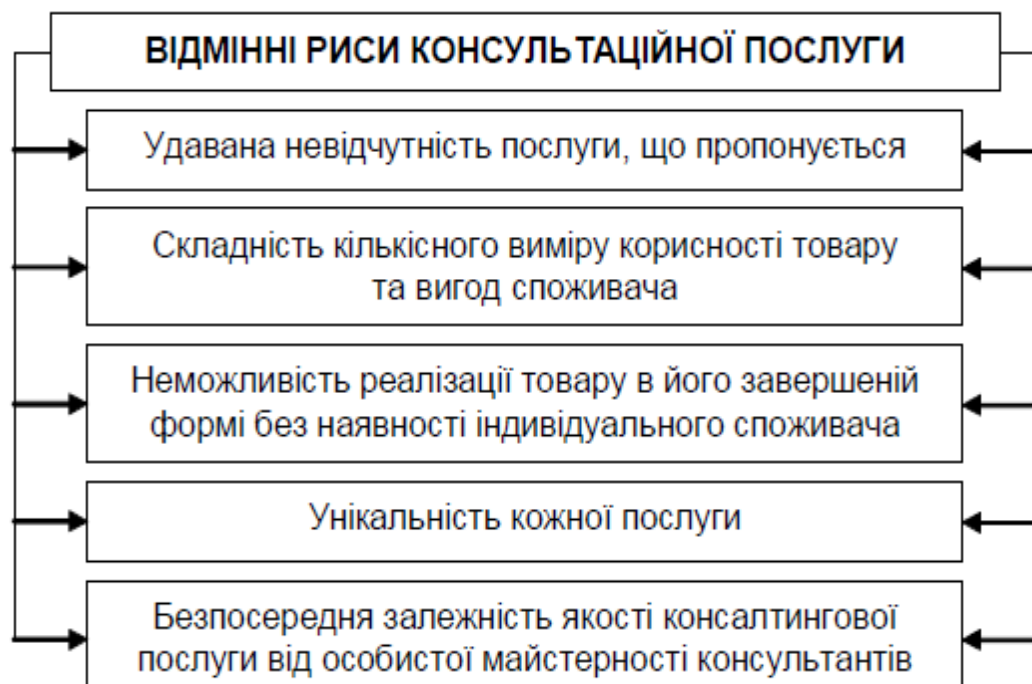 ВІДМІННІ РИСИ КОНСУЛЬТАЦІЙНОЇ ПОСЛУГИ
Удавана невідчутність послуги, що пропонується
Складність кількісного виміру корисності товару
та вигод споживача
Неможливість реалізації товару в його завершеній
формі без наявності індивідуального споживача
Унікальність кожної послуги
Безпосередня залежність якості консалтингової
послуги від особистої майстерності консультантів